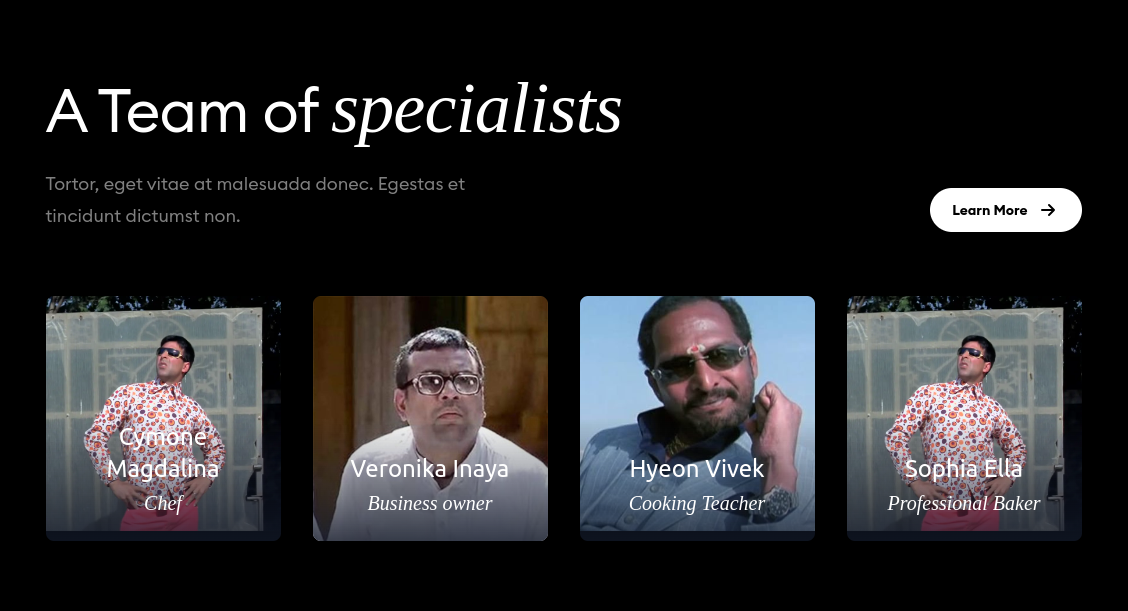 A Team of specialists
Tortor, eget vitae at malesuada donec. Egestas et
tincidunt dictumst non.
Learn More
Cymone
Magdalina
Chef
Veronika Inaya
Business owner
Hyeon Vivek
Cooking Teacher
Sophia Ella
Professional Baker